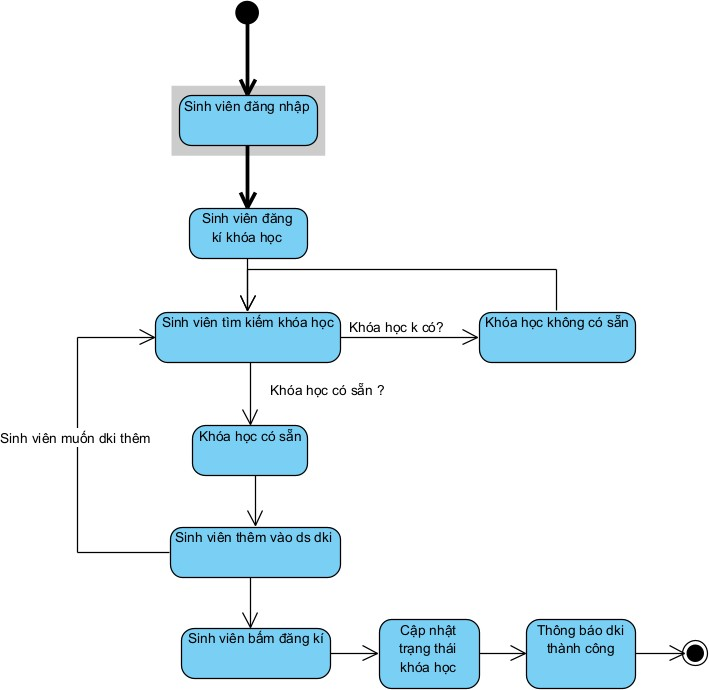 Sinh viên đăng nhập
Sinh viên đăng
kí khóa học
Sinh viên tìm kiếm khóa học
Khóa học k có?
Khóa học không có sẵn
Khóa học có sẵn ?
Sinh viên muốn dki thêm
Khóa học có sẵn
Sinh viên thêm vào ds dki
Sinh viên bấm đăng kí
Cập nhật
trạng thái
khóa học
Thông báo dki
thành công